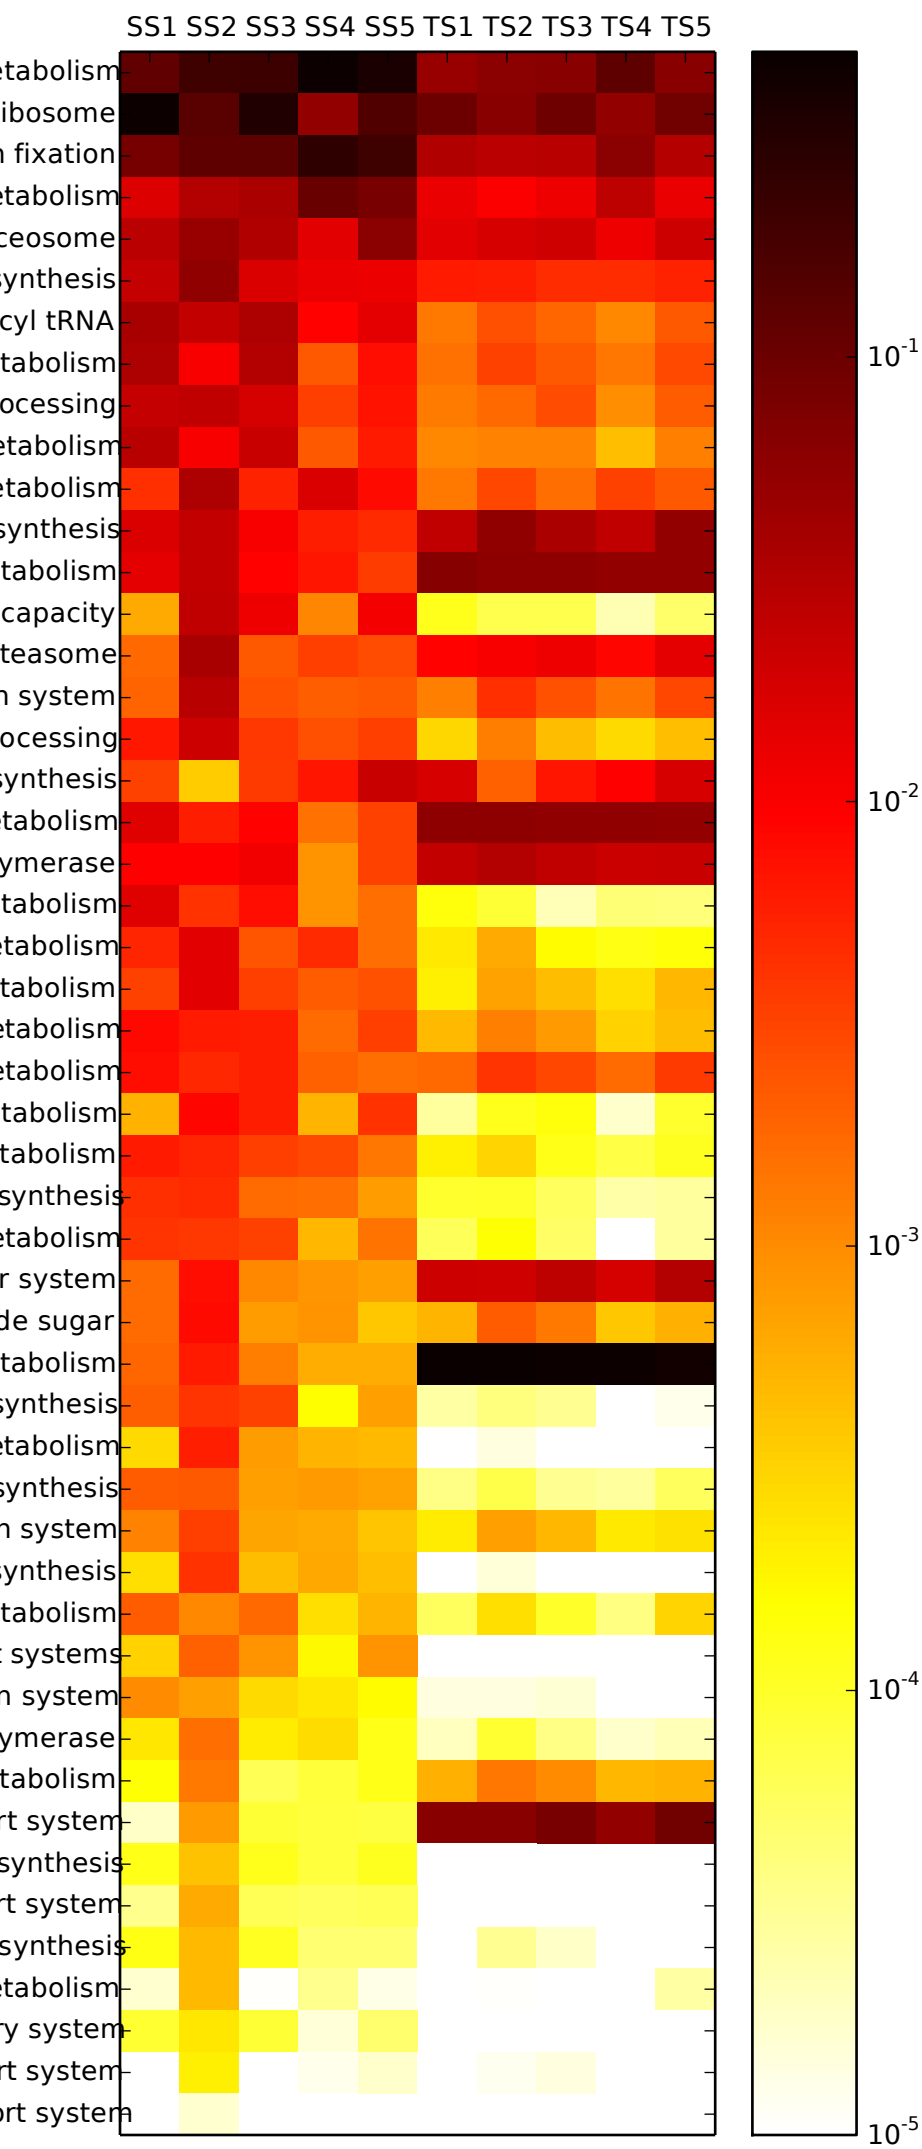 SS1 SS2 SS3 SS4 SS5 TS1 TS2 TS3 TS4 TS5
etabolism
ibosome
n fixation
etabolism
ceosome
synthesis
cyl tRNA
tabolism
ocessing
etabolism
etabolism
synthesis
tabolism
capacity
teasome
n system
ocessing
synthesis
tabolism
ymerase
tabolism
etabolism
tabolism
etabolism
etabolism
tabolism
tabolism
synthesis
etabolism
r system
de sugar
tabolism
synthesis
etabolism
synthesis
n system
synthesis
tabolism
t systems
n system
ymerase
tabolism
rt system
synthesis
rt system
synthesis
etabolism
ry system
rt system
ort system
10-1
10-2
10-3
10-4
10-5